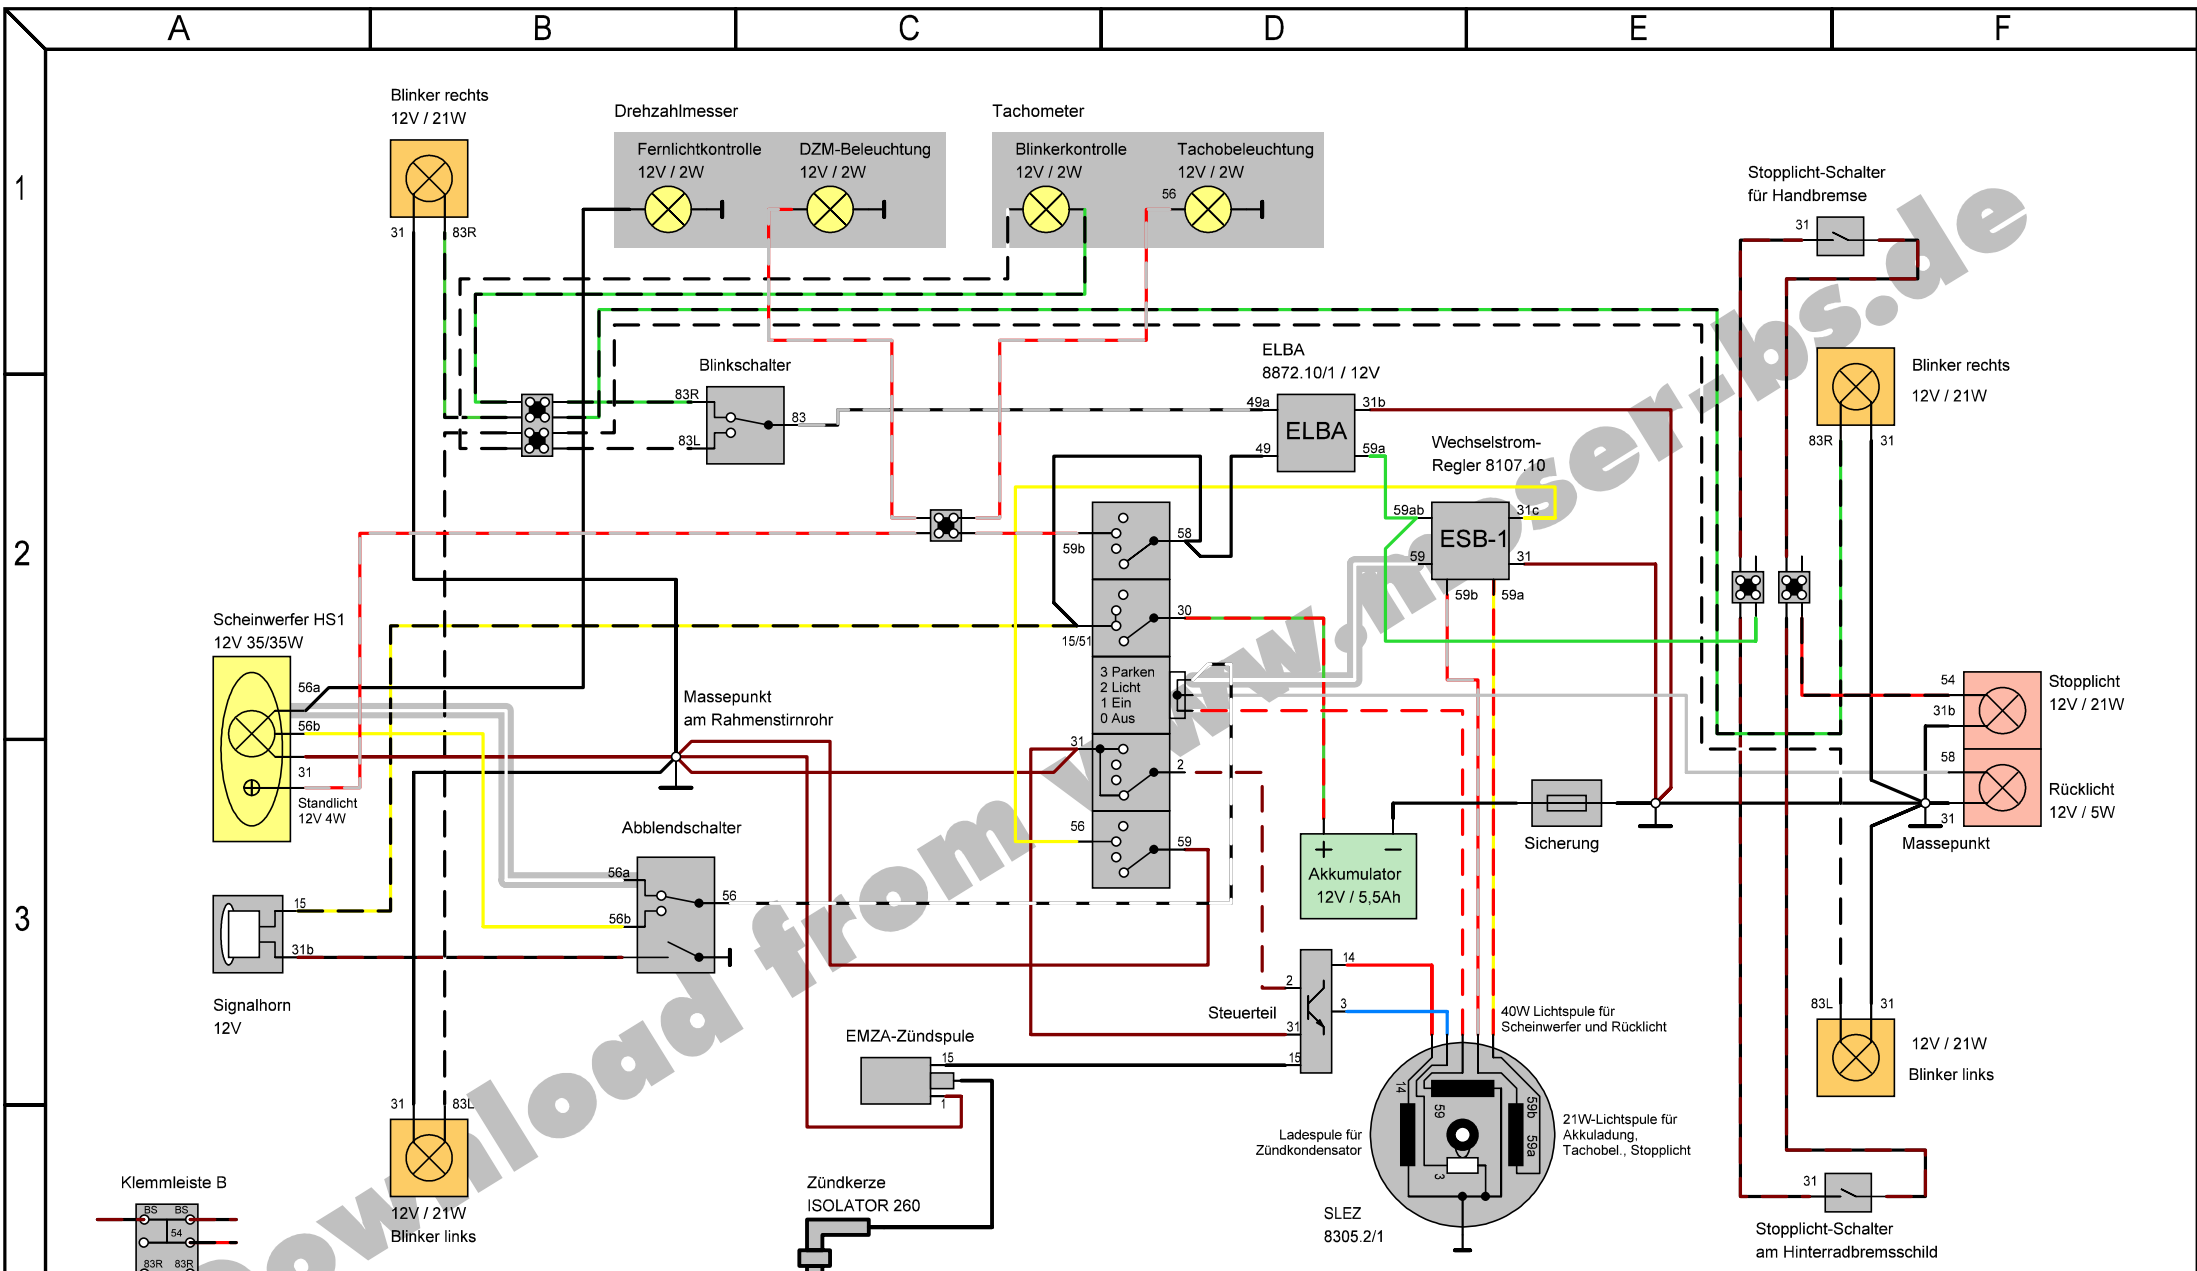 A B C D E F
1
2
3
Blinker rechts
12V / 21W
31
83R
Drehzahlmesser
Fernlichtkontrolle
12V / 2W
DZM-Beleuchtung
12V / 2W
Tachometer
Blinkerkontrolle
12V / 2W
Tachobeleuchtung
12V / 2W
56
Stopplicht-Schalter
für Handbremse
31
Blinkschalter
83R
83L
83
ELBA
8872.10/1 / 12V
49a
49
ELBA
31b
59a
Wechselstrom-
Regler 8107.10
59ab
59
ESB-1
31c
31
59b
59a
Blinker rechts
12V / 21W
83R
31
59b
58
15/51
30
3 Parken
2 Licht
1 Ein
0 Aus
31
2
56
59
Scheinwerfer HS1
12V 35/35W
56a
56b
31
Standlicht
12V 4W
Massepunkt
am Rahmenstirnrohr
Abblendschalter
56a
56b
56
15
31b
Signalhorn
12V
Stopplicht
12V / 21W
54
31b
58
31
Rücklicht
12V / 5W
Massepunkt
Sicherung
+ −
Akkumulator
12V / 5,5Ah
Steuerteil
2
31
15
14
3
40W Lichtspule für
Scheinwerfer und Rücklicht
EMZA-Zündspule
15
1
Zündkerze
ISOLATOR 260
Ladespule für
Zündkondensator
14
59
3
59b
59a
21W-Lichtspule für
Akkuladung,
Tachobel., Stopplicht
SLEZ
8305.2/1
83L
31
12V / 21W
Blinker links
31
Stopplicht-Schalter
am Hinterradbremsschild
31
83L
12V / 21W
Blinker links
Klemmleiste B
BS BS
54
83R 83R
Download from www.moser-bs.de